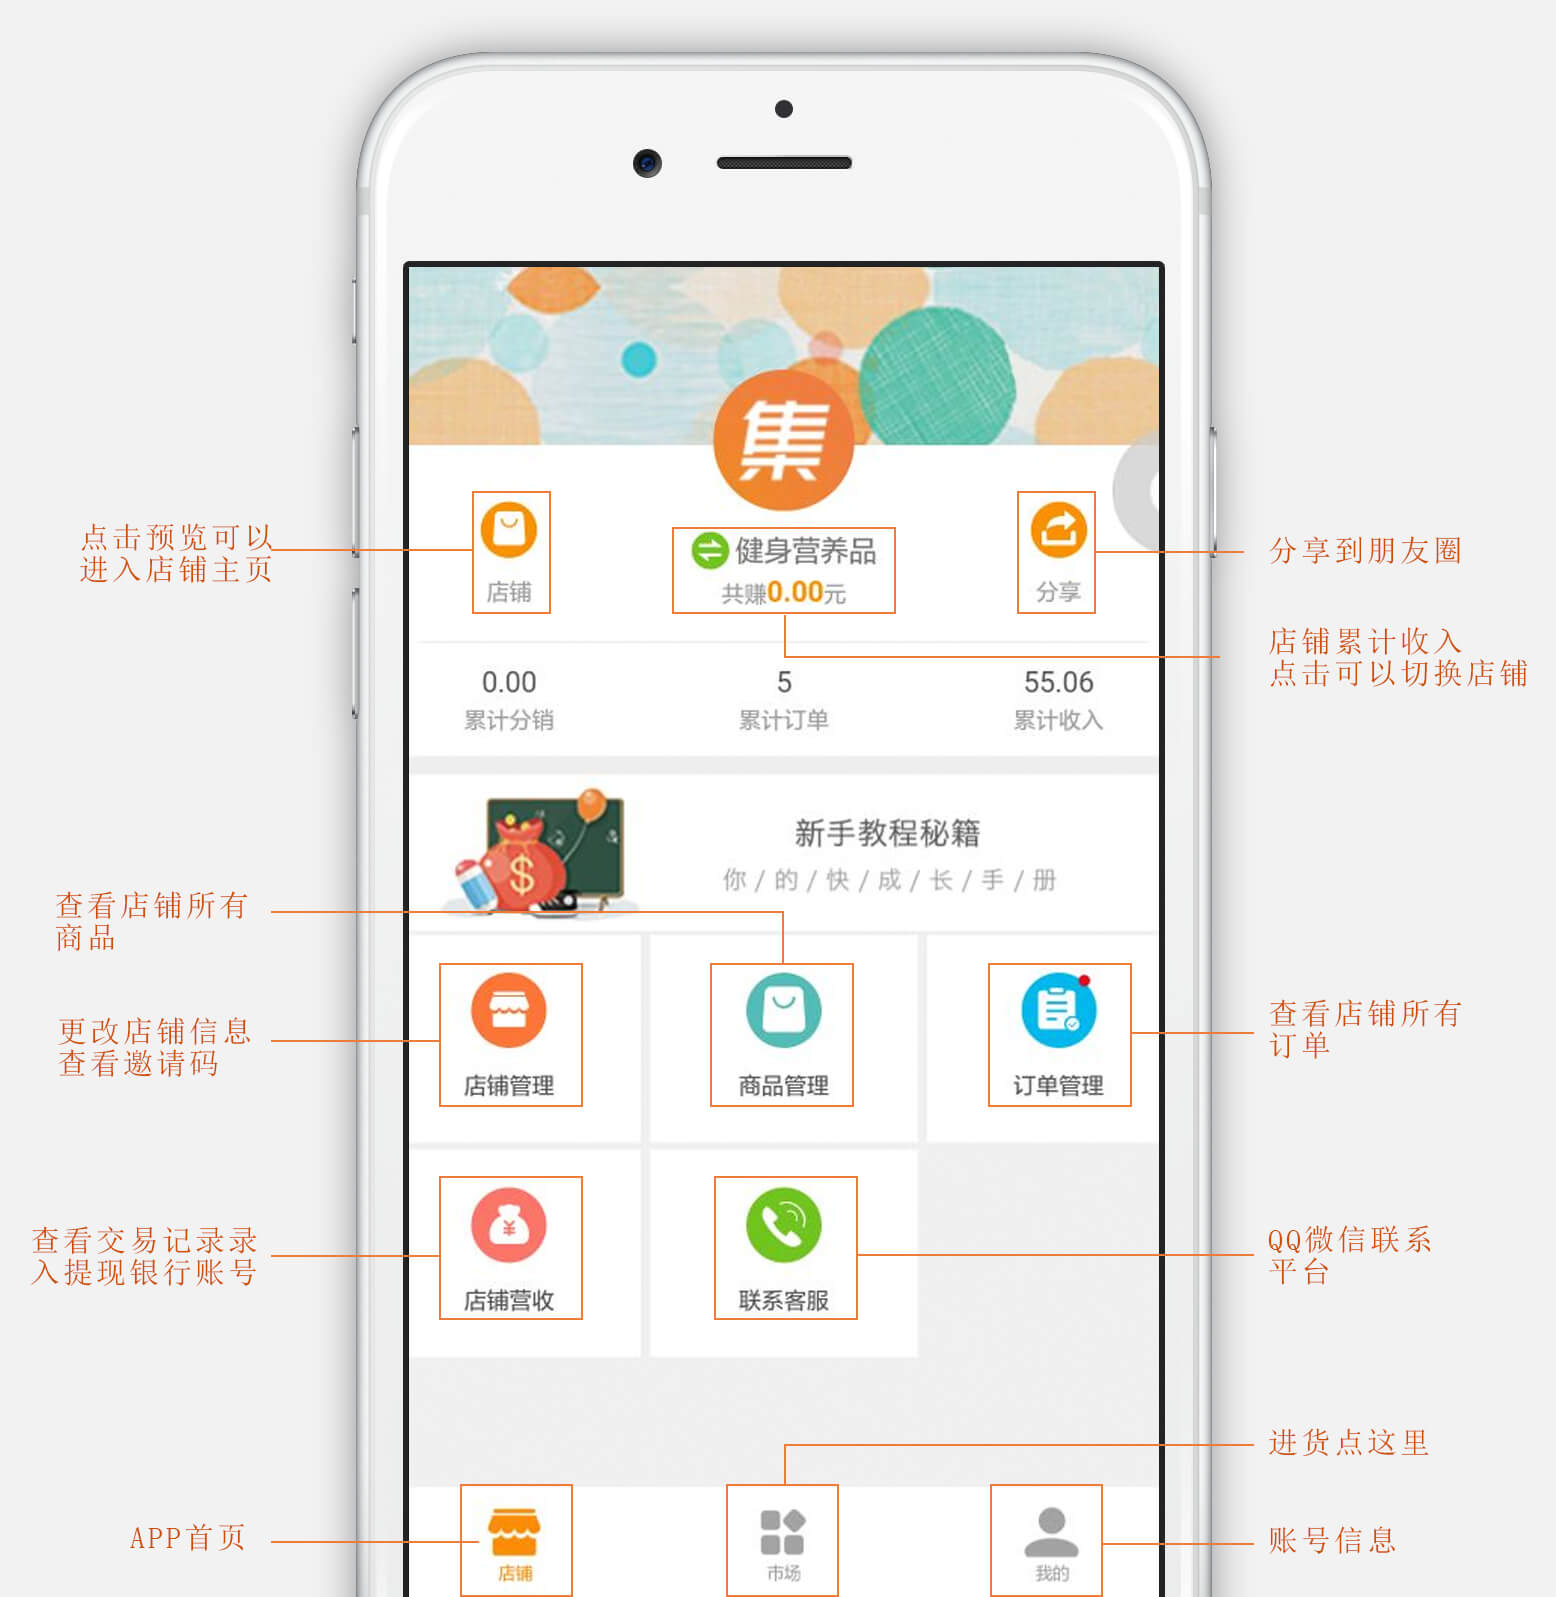 集
点击预览可以
进入店铺主页
店铺
健身营养品
共赚0.00元
分享
分享到朋友圈
店铺累计收入
点击可以切换店铺
0.00
5
55.06
累计分销
累计订单
累计收入
$
新手教程秘籍
你/的/快/成/长/手/册
查看店铺所有
商品
更改店铺信息
查看邀请码
店铺管理
商品管理
订单管理
查看店铺所有
订单
查看交易记录录
入提现银行账号
¥
店铺营收
联系客服
QQ微信联系
平台
进货点这里
APP首页
店铺
市场
我的
账号信息